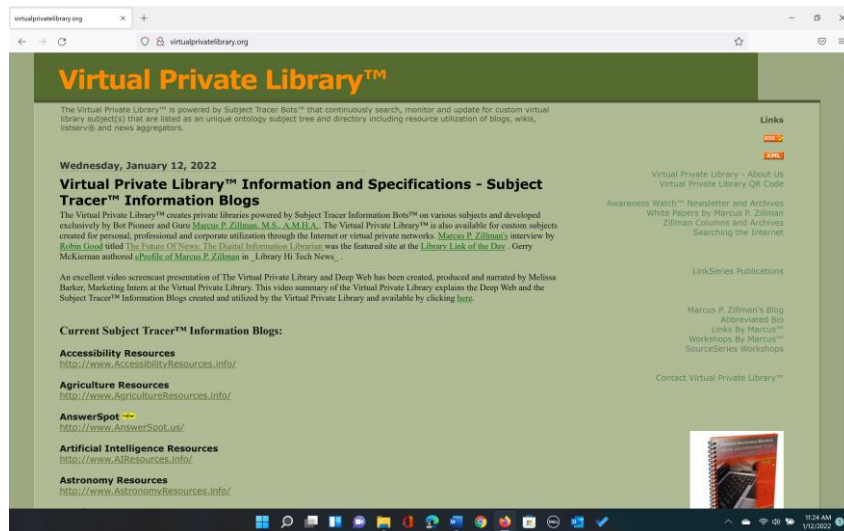 virtualprivatelibrary.org
virtualprivatelibrary.org
Virtual Private Library™
The Virtual Private Library™ is powered by Subject Tracer Bots™ that continuously search, monitor and update for custom virtual
library subject(s) that are listed as an unique ontology subject tree and directory including resource utilization of blogs, wikis,
listserv® and news aggregators.
Wednesday, January 12, 2022
Virtual Private Library™ Information and Specifications - Subject
Tracer™ Information Blogs
The Virtual Private Library™ creates private libraries powered by Subject Tracer Information Bots™ on various subjects and developed
exclusively by Bot Pioneer and Guru Marcus P. Zillman, M.S., A.M.H.A.. The Virtual Private Library™ is also available for custom subjects
created for personal, professional and corporate utilization through the Internet or virtual private networks. Marcus P. Zillman's interview by
Robin Good titled The Future Of News: The Digital Information Librarian was the featured site at the Library Link of the Day . Gerry
McKiernan authored eProfile of Marcus P. Zillman in _Library Hi Tech News_ .
An excellent video screencast presentation of The Virtual Private Library and Deep Web has been created, produced and narrated by Melissa
Barker, Marketing Intern at the Virtual Private Library. This video summary of the Virtual Private Library explains the Deep Web and the
Subject Tracer™ Information Blogs created and utilized by the Virtual Private Library and available by clicking here.
Current Subject Tracer™ Information Blogs:
Accessibility Resources
http://www.AccessibilityResources.info/
Agriculture Resources
http://www.AgricultureResources.info/
AnswerSpot NEW
http://www.AnswerSpot.us/
Artificial Intelligence Resources
http://www.AIResources.info/
Astronomy Resources
http://www.AstronomyResources.info/
Links
RSS
XML
Virtual Private Library - About Us
Virtual Private Library QR Code
Awareness Watch™ Newsletter and Archives
White Papers by Marcus P. Zillman
Zillman Columns and Archives
Searching the Internet
LinkSeries Publications
Marcus P. Zillman's Blog
Abbreviated Bio
Links By Marcus™
Workshops By Marcus™
SourceSeries Workshops
Contact Virtual Private Library™
11:24 AM
1/12/2022